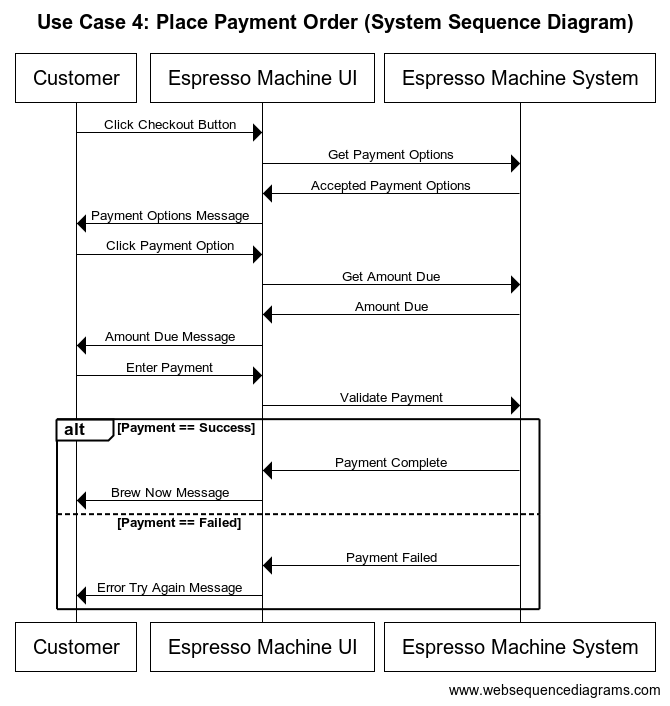 Use Case 4: Place Payment Order (System Sequence Diagram)
Customer
Espresso Machine UI
Espresso Machine System
Click Checkout Button
Get Payment Options
Accepted Payment Options
Payment Options Message
Click Payment Option
Get Amount Due
Amount Due
Amount Due Message
Enter Payment
Validate Payment
alt
[Payment == Success]
Payment Complete
Brew Now Message
[Payment == Failed]
Payment Failed
Error Try Again Message
Customer
Espresso Machine UI
Espresso Machine System
www.websequencediagrams.com